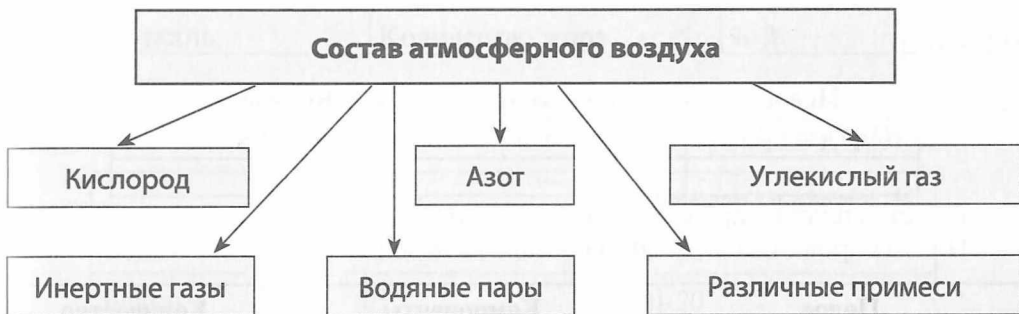 Состав атмосферного воздуха
Кислород
Азот
Углекислый газ
Инертные газы
Водяные пары
Различные примеси